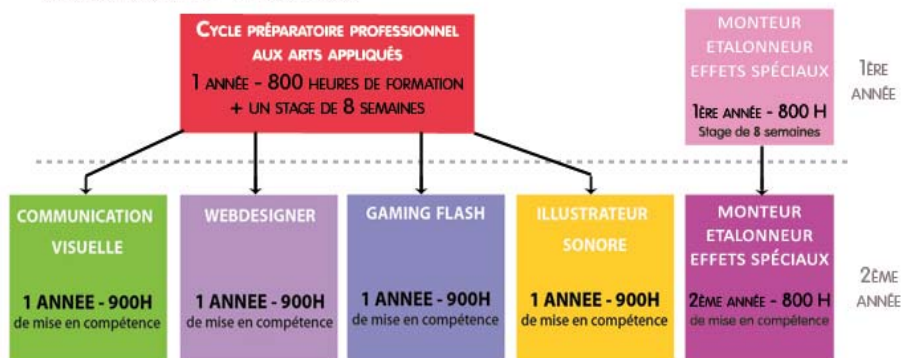 CYCLE PRÉPARATOIRE PROFESSIONNEL
AUX ARTS APPLIQUÉS
1 ANNÉE - 800 HEURES DE FORMATION
+ UN STAGE DE 8 SEMAINES
MONTEUR
ETALONNEUR
EFFETS SPÉCIAUX
1ÈRE ANNÉE - 800 H
Stage de 8 semaines
1ÈRE
ANNÉE
COMMUNICATION
VISUELLE
1 ANNEE - 900H
de mise en compétence
WEBDESIGNER
1 ANNEE - 900H
de mise en compétence
GAMING FLASH
1 ANNEE - 900H
de mise en compétence
ILLUSTRATEUR
SONORE
1 ANNEE - 900H
de mise en compétence
MONTEUR
ETALONNEUR
EFFETS SPÉCIAUX
2ÈME ANNÉE - 800 H
de mise en compétence
2ÈME
ANNÉE